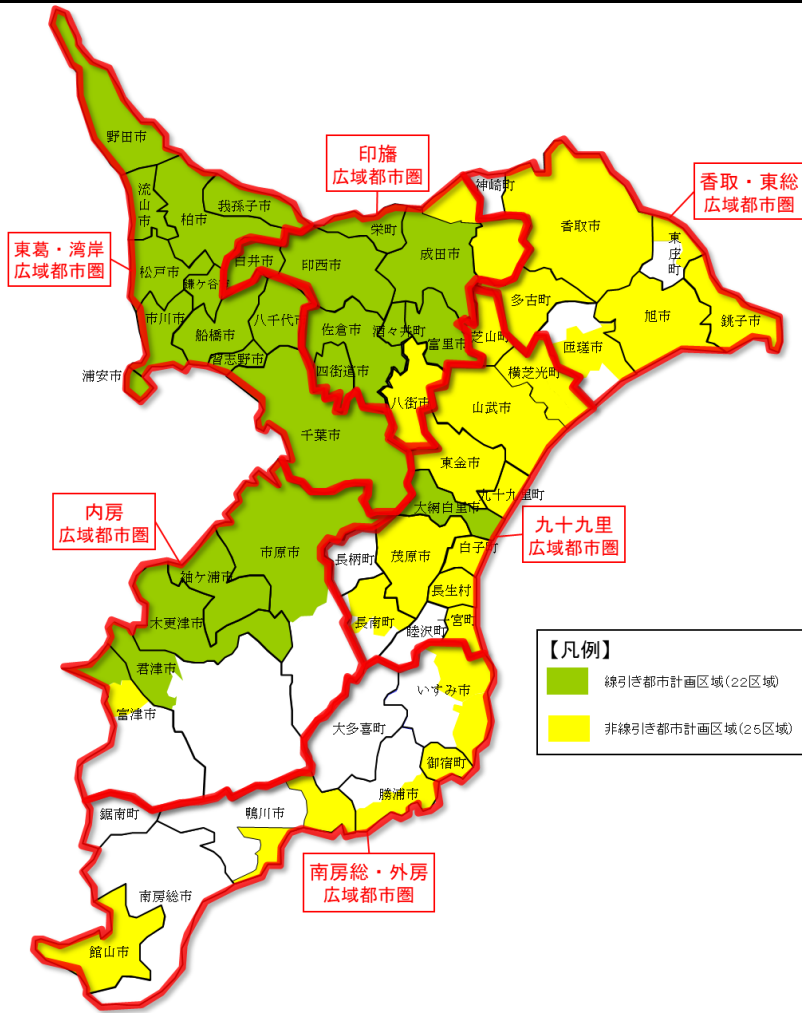 野田市
印旛
広域都市圏
神崎町
香取・東総
広域都市圏
流山市
柏市
我孫子市
香取市
栄町
成田市
東庄町
東葛・湾岸
広域都市圏
白井市
印西市
松戸市
鎌ケ谷市
多古町
市川市
船橋市
八千代市
佐倉市
酒々井町
富里市
芝山町
旭市
銚子市
匝瑳市
習志野市
四街道市
横芝光町
浦安市
八街市
山武市
千葉市
東金市
九十九里町
大網白里市
内房
広域都市圏
九十九里
広域都市圏
市原市
長柄町
茂原市
白子町
袖ケ浦市
長生村
木更津市
長南町
一宮町
睦沢町
君津市
富津市
いすみ市
大多喜町
御宿町
勝浦市
【凡例】
線引き都市計画区域(22区域)
非線引き都市計画区域(25区域)
鋸南町
鴨川市
南房総・外房
広域都市圏
南房総市
館山市